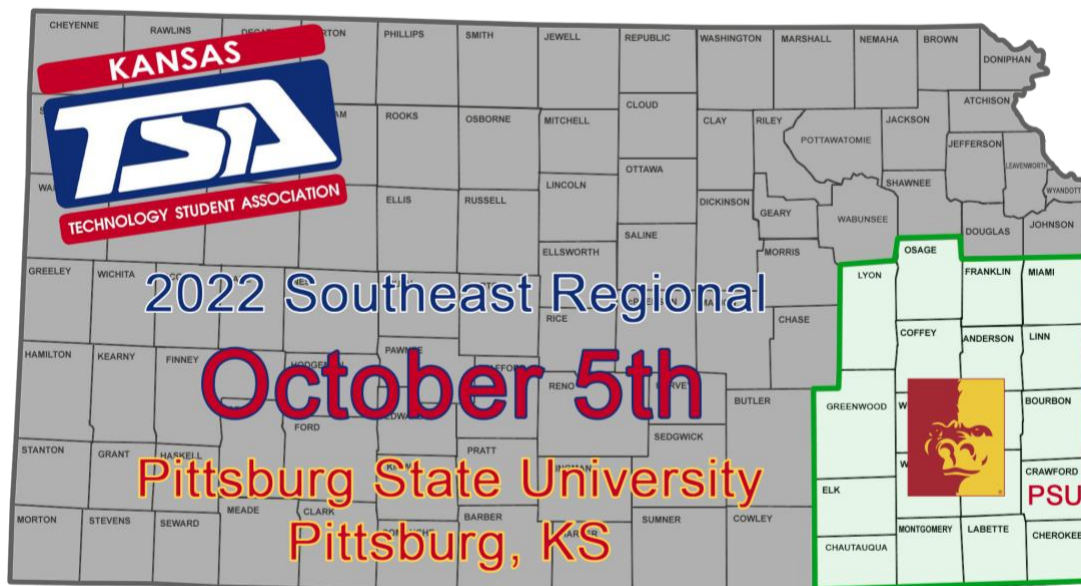 CHEYENNE RAWLINS PHILLIPS SMITH JEWELL REPUBLIC WASHINGTON MARSHALL NEMAHA BROWN
DONIPHAN
KANSAS
TSA
TECHNOLOGY STUDENT ASSOCIATION
CLOUD ATCHISON
ROOKS OSBORNE MITCHELL CLAY RILEY JACKSON
POTTAWATOMIE JEFFERSON
OTTAWA LEAVENWORTH
LINCOLN SHAWNEE
ELLIS RUSSELL DICKINSON GEARY WABUNSEE
SALINE DOUGLAS JOHNSON
ELLSWORTH MORRIS OSAGE
GREELEY WICHITA LYON FRANKLIN MIAMI
2022 Southeast Regional
RICE CHASE
COFFEY ANDERSON LINN
HAMILTON KEARNY FINNEY PAWNEE
October 5th
RENO BUTLER GREENWOOD BOURBON
FORD
SEDGWICK
STANTON GRANT HASKELL PRATT
Pittsburg State University
ELK CRAWFORD
PSU
MEADE CLARK BARBER
MORTON STEVENS SEWARD SUMNER COWLEY MONTGOMERY LABETTE CHEROKEE
Pittsburg, KS
CHAUTAUQUA